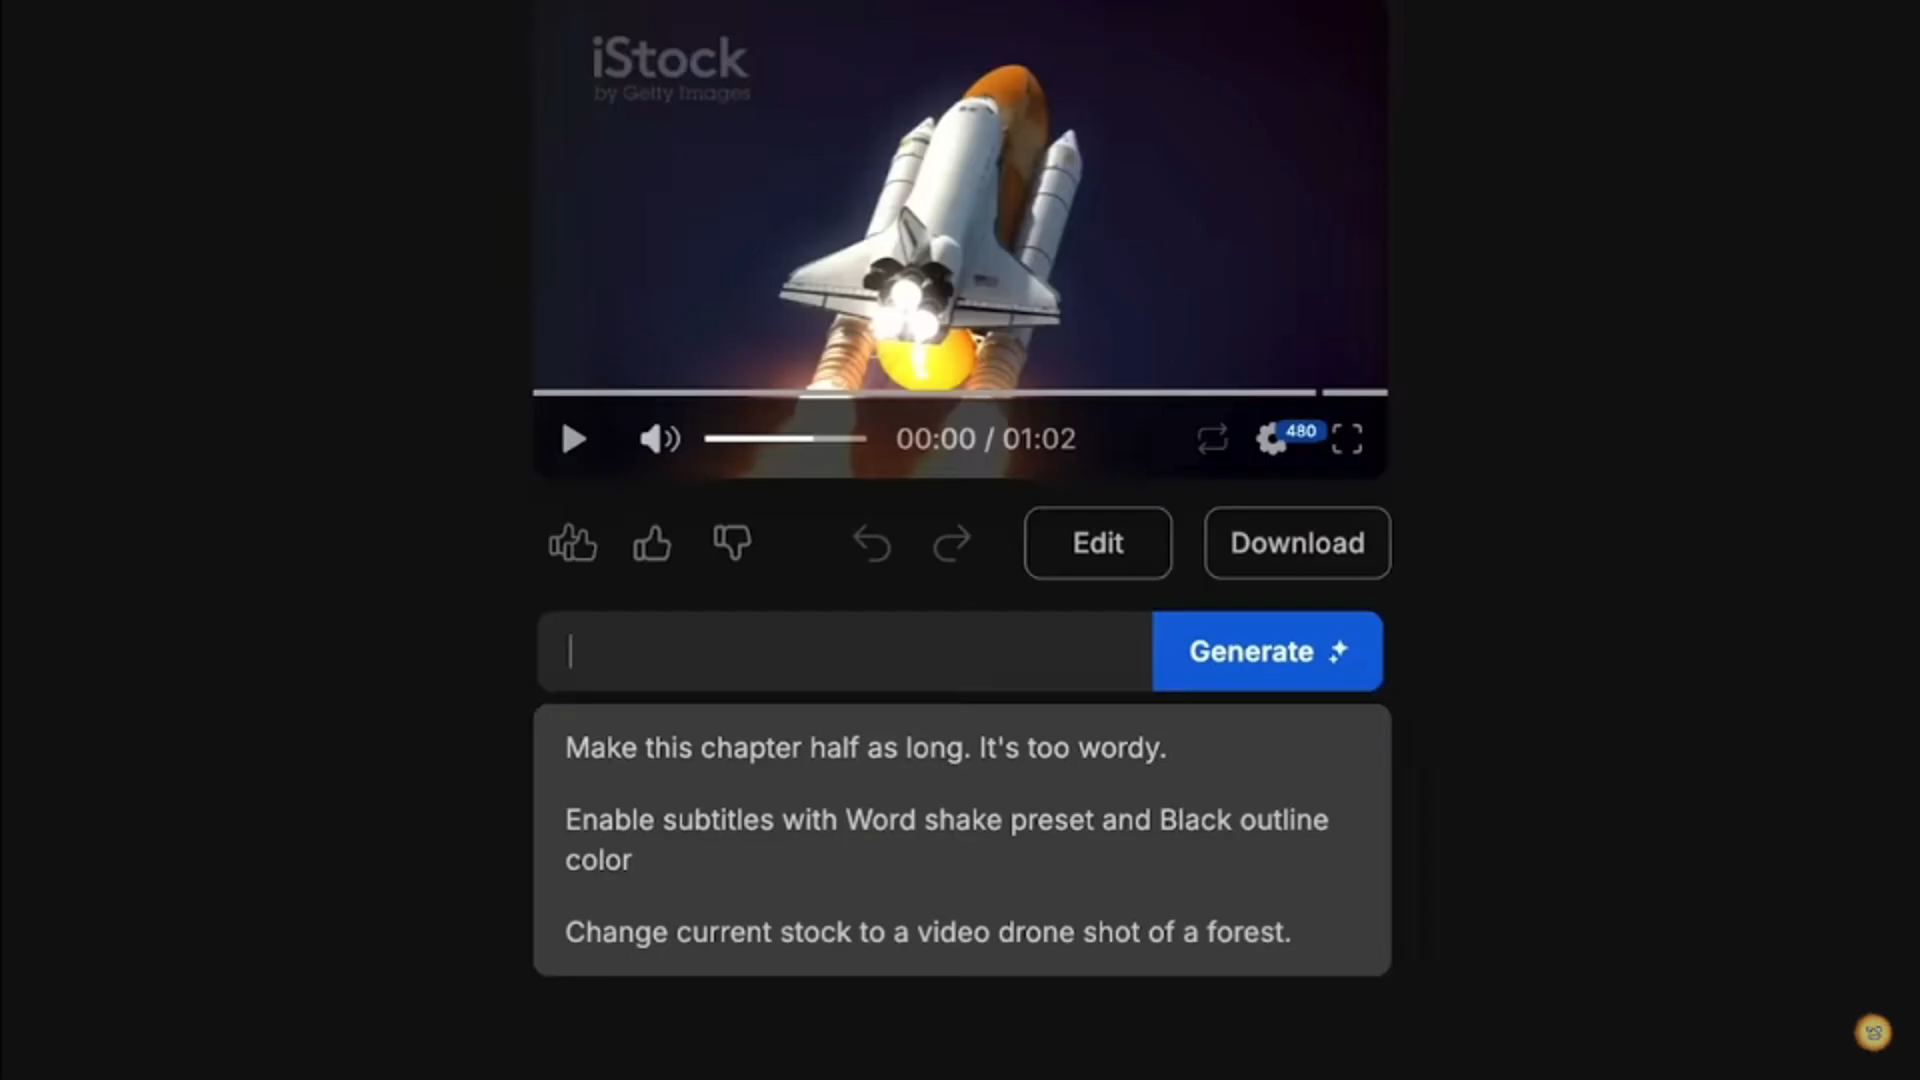 iStock
by Getty Images
00:00 / 01:02
480
Edit
Download
Generate
Make this chapter half as long. It's too wordy.
Enable subtitles with Word shake preset and Black outline
color
Change current stock to a video drone shot of a forest.